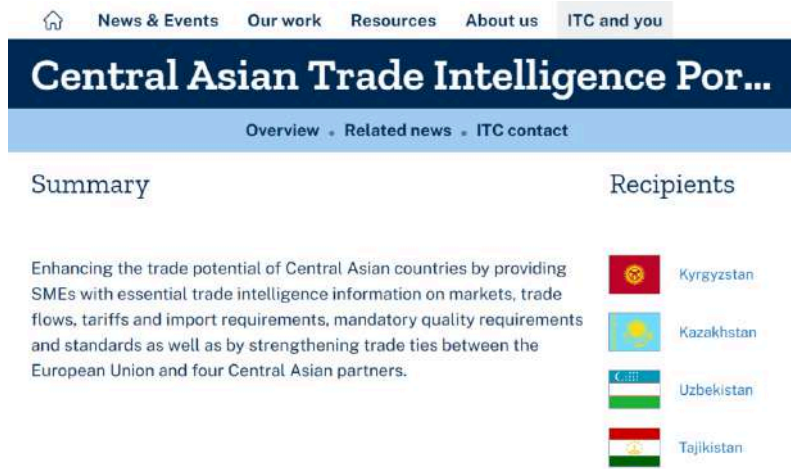 News & Events Our work Resources About us ITC and you
Central Asian Trade Intelligence Por...
Overview • Related news • ITC contact
Summary
Recipients
Enhancing the trade potential of Central Asian countries by providing
SMEs with essential trade intelligence information on markets, trade
flows, tariffs and import requirements, mandatory quality requirements
and standards as well as by strengthening trade ties between the
European Union and four Central Asian partners.
Kyrgyzstan
Kazakhstan
Uzbekistan
Tajikistan